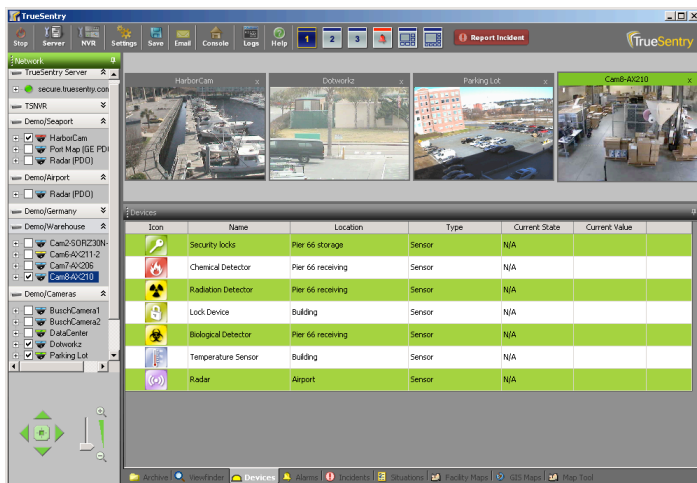 TrueSentry
Stop Server NVR Settings Save Email Console Logs Help 1 2 3 Report Incident TrueSentry
Network
TrueSentry Server
secure.truesentry.con
TSNVR
Demo/Seaport
HarborCam
Port Map (GE PD
Radar (PDO)
Demo/Airport
Radar (PDO)
Demo/Germany
Demo/Warehouse
Cam2-SORZ30N-
Cam6-AX211-2
Cam7-AX206
Cam8-AX210
Demo/Cameras
BuschCamera1
BuschCamera2
DataCenter
Dotworkz
Parking Lot
HarborCam x Dotworkz x Parking Lot x Cam8-AX210 x
Devices
Icon Name Location Type Current State Current Value
Security locks Pier 66 storage Sensor N/A
Chemical Detector Pier 66 receiving Sensor N/A
Radiation Detector Pier 66 receiving Sensor N/A
Lock Device Building Sensor N/A
Biological Detector Pier 66 receiving Sensor N/A
Temperature Sensor Building Sensor N/A
Radar Airport Sensor N/A
Archive Viewfinder Devices Alarms Incidents Situations Facility Maps GIS Maps Map Tool